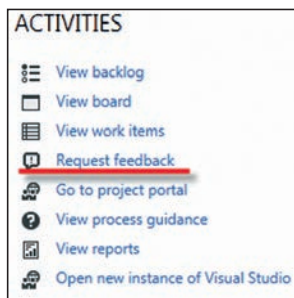 ACTIVITIES
View backlog
View board
View work items
Request feedback
Go to project portal
View process guidance
View reports
Open new instance of Visual Studio